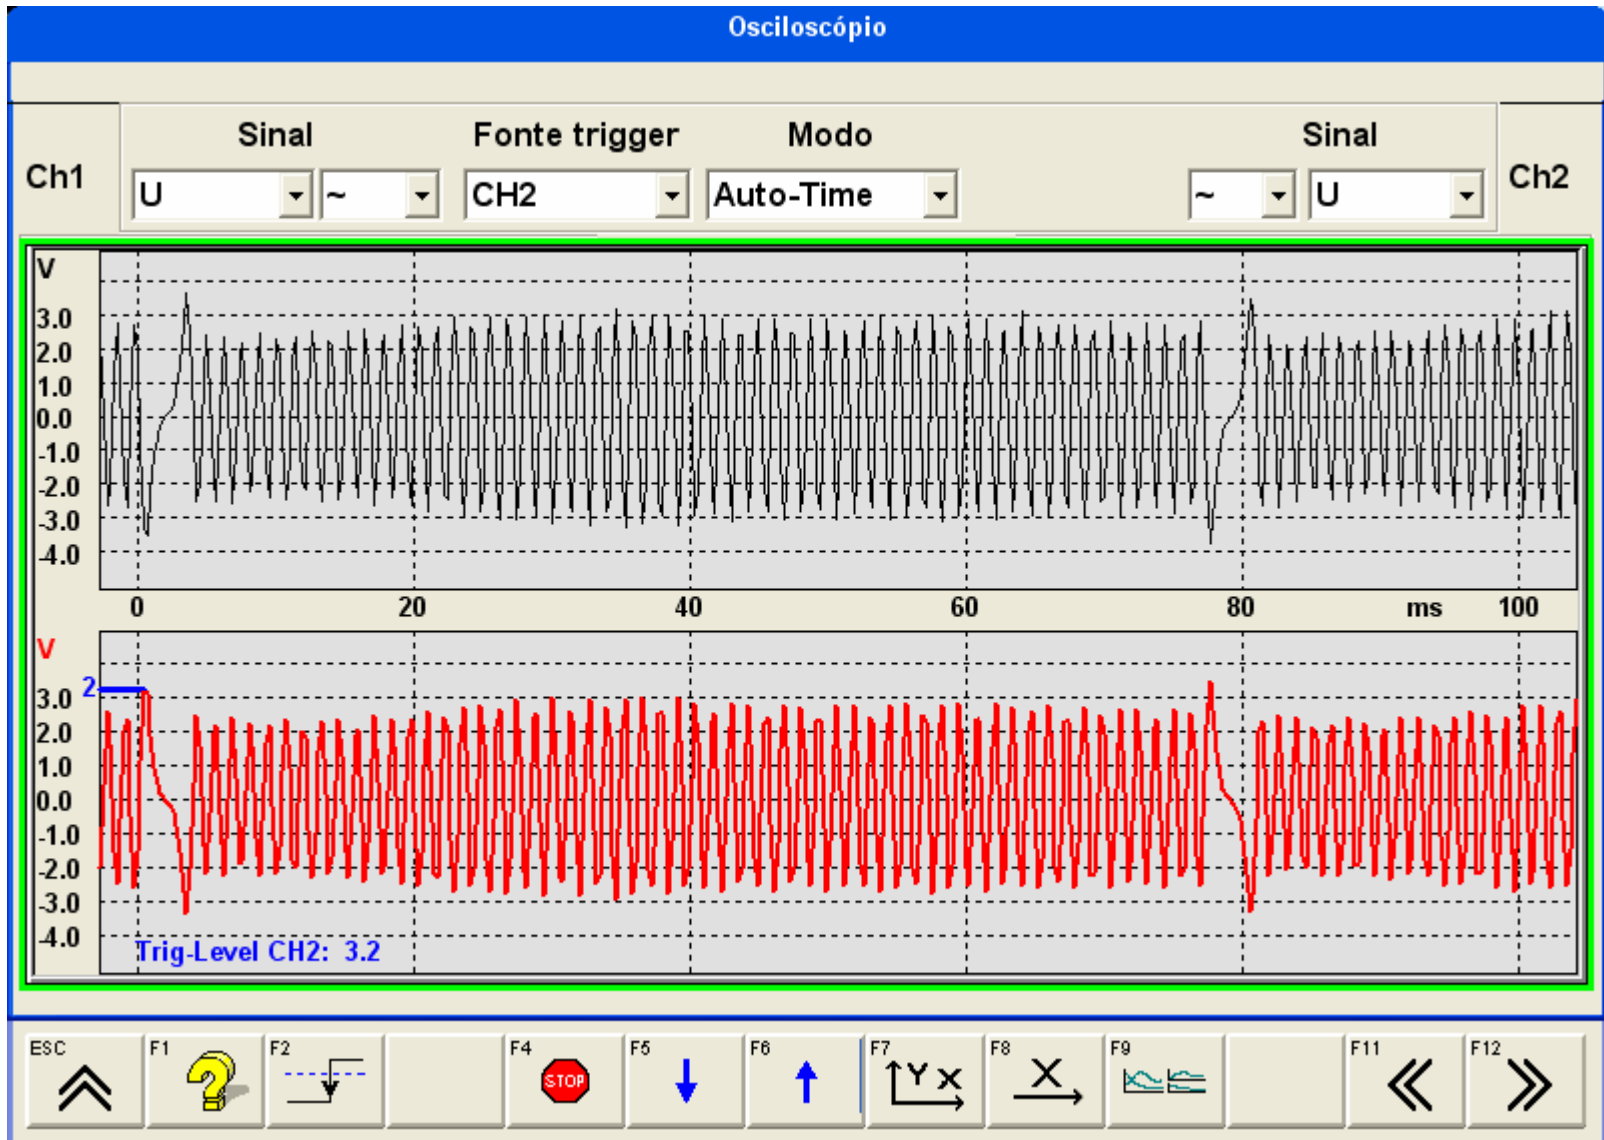 Osciloscópio
Sinal Fonte trigger Modo Sinal
Ch1 U ~ CH2 Auto-Time ~ U Ch2
V
3.0
2.0
1.0
0.0
-1.0
-2.0
-3.0
-4.0
0 20 40 60 80 ms 100
V
2
3.0
2.0
1.0
0.0
-1.0
-2.0
-3.0
-4.0
Trig-Level CH2: 3.2
ESC F1 F2 F4 F5 F6 F7 F8 F9 F11 F12
? STOP Y X X